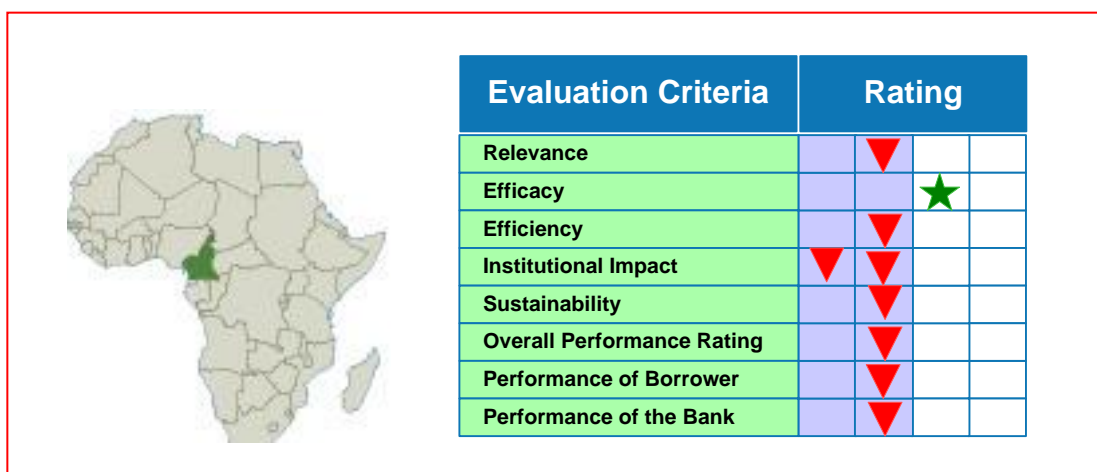 Evaluation Criteria Rating
Relevance
Efficacy
Efficiency
Institutional Impact
Sustainability
Overall Performance Rating
Performance of Borrower
Performance of the Bank